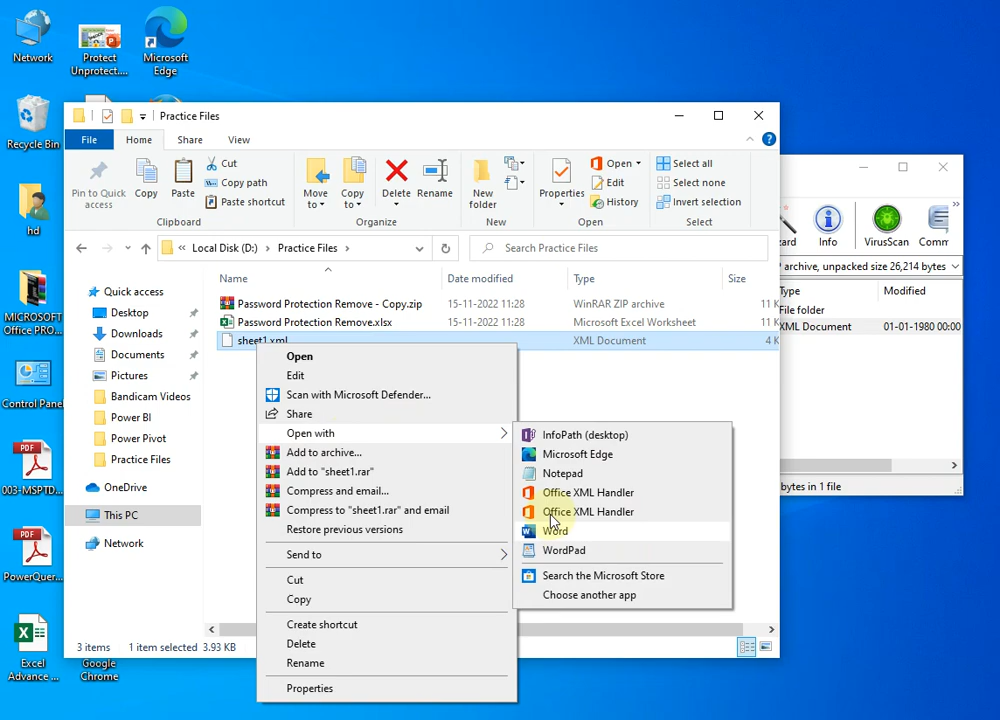 Network
Protect
Unprotect....
Microsoft
Edge
Recycle Bin
hd
MICROSOFT
Office PRO...
Control Panel
PDF
003-MSPTD...
PDF
PowerQuer...
Excel
Advance ...
Google
Chrome
Practice Files
File
Home
Share
View
Pin to Quick
access
Copy
Paste
Cut
Copy path
Paste shortcut
Clipboard
Move
to
Copy
to
Delete
Rename
Organize
New
folder
New
Properties
Open
Edit
History
Open
Select all
Select none
Invert selection
Select
« Local Disk (D:) › Practice Files ›
Search Practice Files
Name
Date modified
Type
Size
Password Protection Remove - Copy.zip
15-11-2022 11:28
WinRAR ZIP archive
11 K
Password Protection Remove.xlsx
15-11-2022 11:28
Microsoft Excel Worksheet
11 K
sheet1.xml
XML Document
4 K
Quick access
Desktop
Downloads
Documents
Pictures
Bandicam Videos
Power BI
Power Pivot
Practice Files
OneDrive
This PC
Network
3 items
1 item selected 3.93 KB
Open
Edit
Scan with Microsoft Defender...
Share
Open with
Add to archive...
Add to "sheet1.rar"
Compress and email...
Compress to "sheet1.rar" and email
Restore previous versions
Send to
Cut
Copy
Create shortcut
Delete
Rename
Properties
InfoPath (desktop)
Microsoft Edge
Notepad
Office XML Handler
Office XML Handler
Word
WordPad
Search the Microsoft Store
Choose another app
zard
Info
VirusScan
Comm
»
archive, unpacked size 26,214 bytes
Type
Modified
File folder
XML Document
01-01-1980 00:00
bytes in 1 file